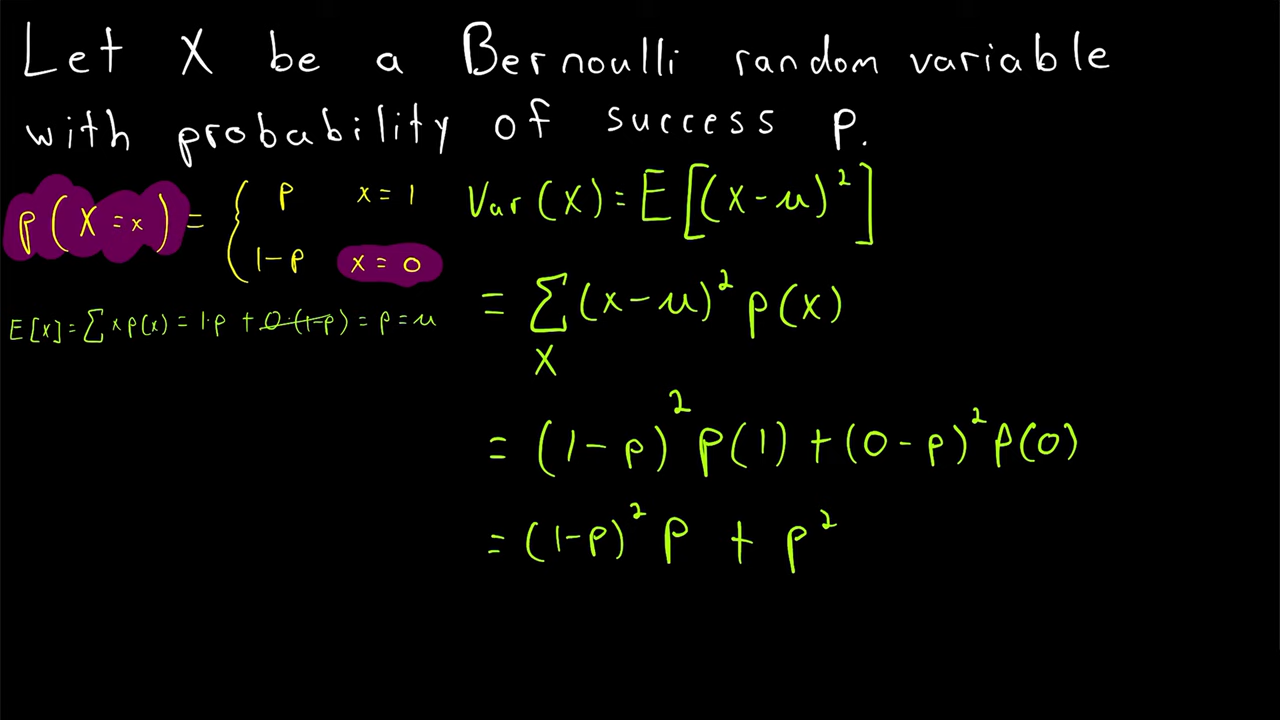 Let X be a Bernoulli random variable
with probability of success p.
p(X=x) = { p x=1
1-p x=0
E[X]=∑xp(x)=1·p+0·(1-p)=p=μ
Var(X)=E[(X-μ)²]
= ∑(x-μ)² p(x)
X
= (1-p)² p(1)+(0-p)² p(0)
= (1-p)² p + p²